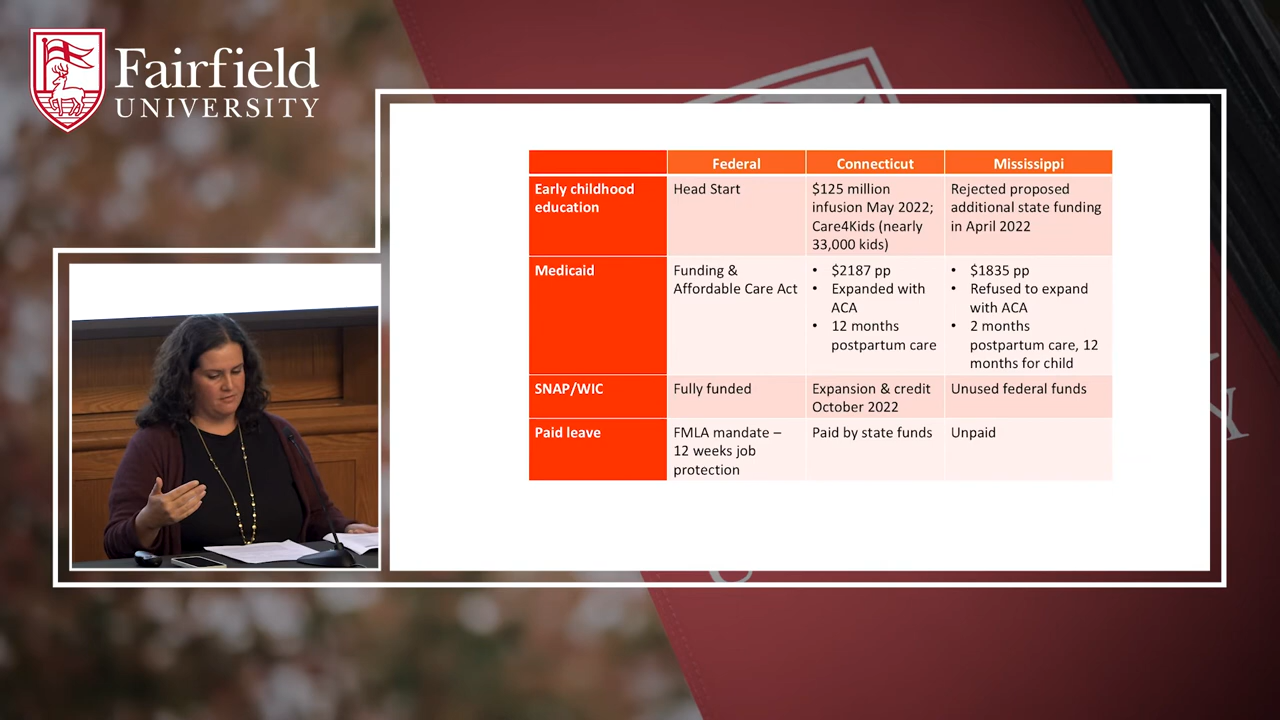 Fairfield
UNIVERSITY
Federal
Connecticut
Mississippi
Early childhood
education
Head Start
$125 million
infusion May 2022;
Care4Kids (nearly
33,000 kids)
Rejected proposed
additional state funding
in April 2022
Medicaid
Funding &
Affordable Care Act
• $2187 pp
• Expanded with
ACA
• 12 months
postpartum care
• $1835 pp
• Refused to expand
with ACA
• 2 months
postpartum care, 12
months for child
SNAP/WIC
Fully funded
Expansion & credit
October 2022
Unused federal funds
Paid leave
FMLA mandate –
12 weeks job
protection
Paid by state funds
Unpaid